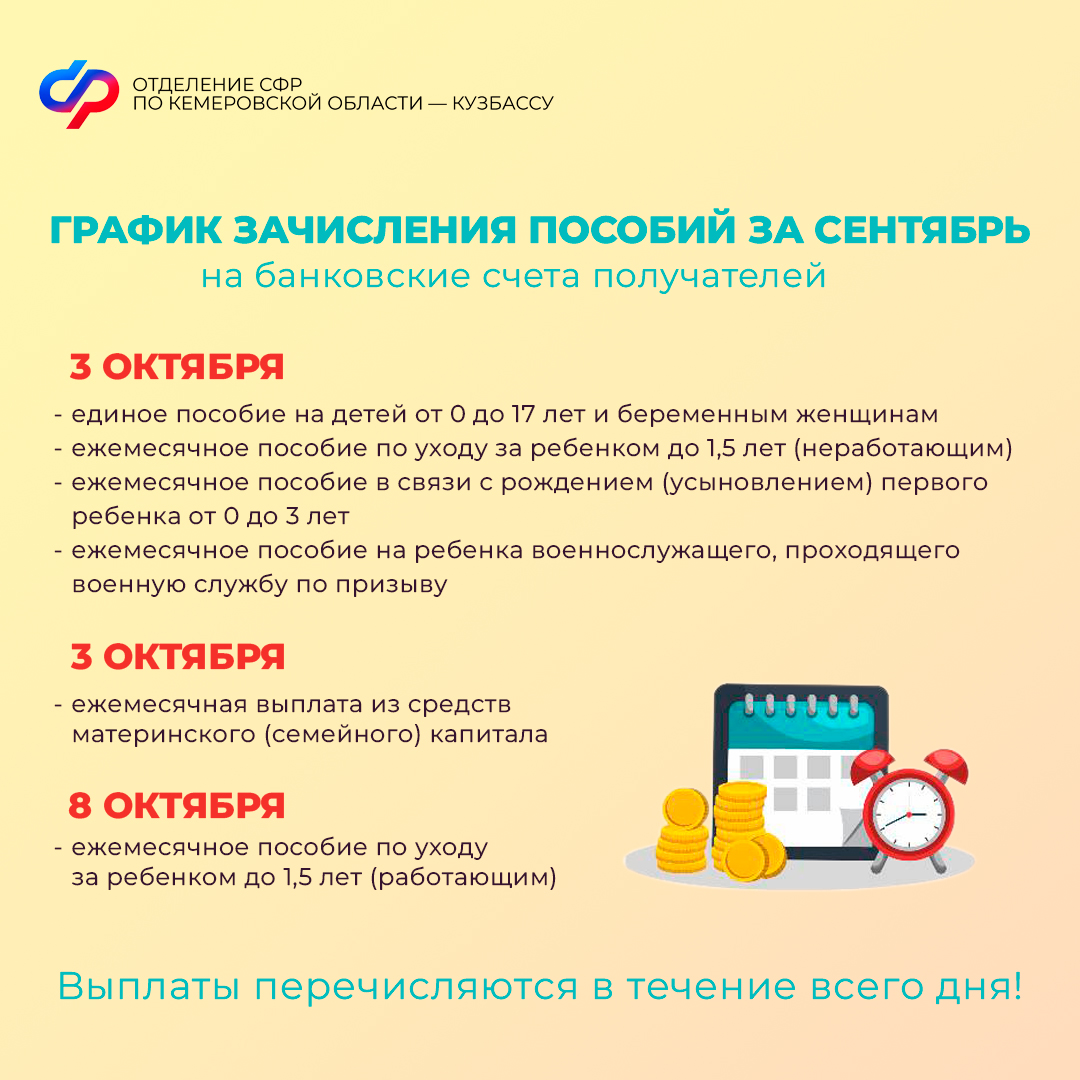 ОТДЕЛЕНИЕ СФР
ПО КЕМЕРОВСКОЙ ОБЛАСТИ — КУЗБАССУ
ГРАФИК ЗАЧИСЛЕНИЯ ПОСОБИЙ ЗА СЕНТЯБРЬ
на банковские счета получателей
3 ОКТЯБРЯ
- единое пособие на детей от 0 до 17 лет и беременным женщинам
- ежемесячное пособие по уходу за ребенком до 1,5 лет (неработающим)
- ежемесячное пособие в связи с рождением (усыновлением) первого
ребенка от 0 до 3 лет
- ежемесячное пособие на ребенка военнослужащего, проходящего
военную службу по призыву
3 ОКТЯБРЯ
- ежемесячная выплата из средств
материнского (семейного) капитала
8 ОКТЯБРЯ
- ежемесячное пособие по уходу
за ребенком до 1,5 лет (работающим)
Выплаты перечисляются в течение всего дня!